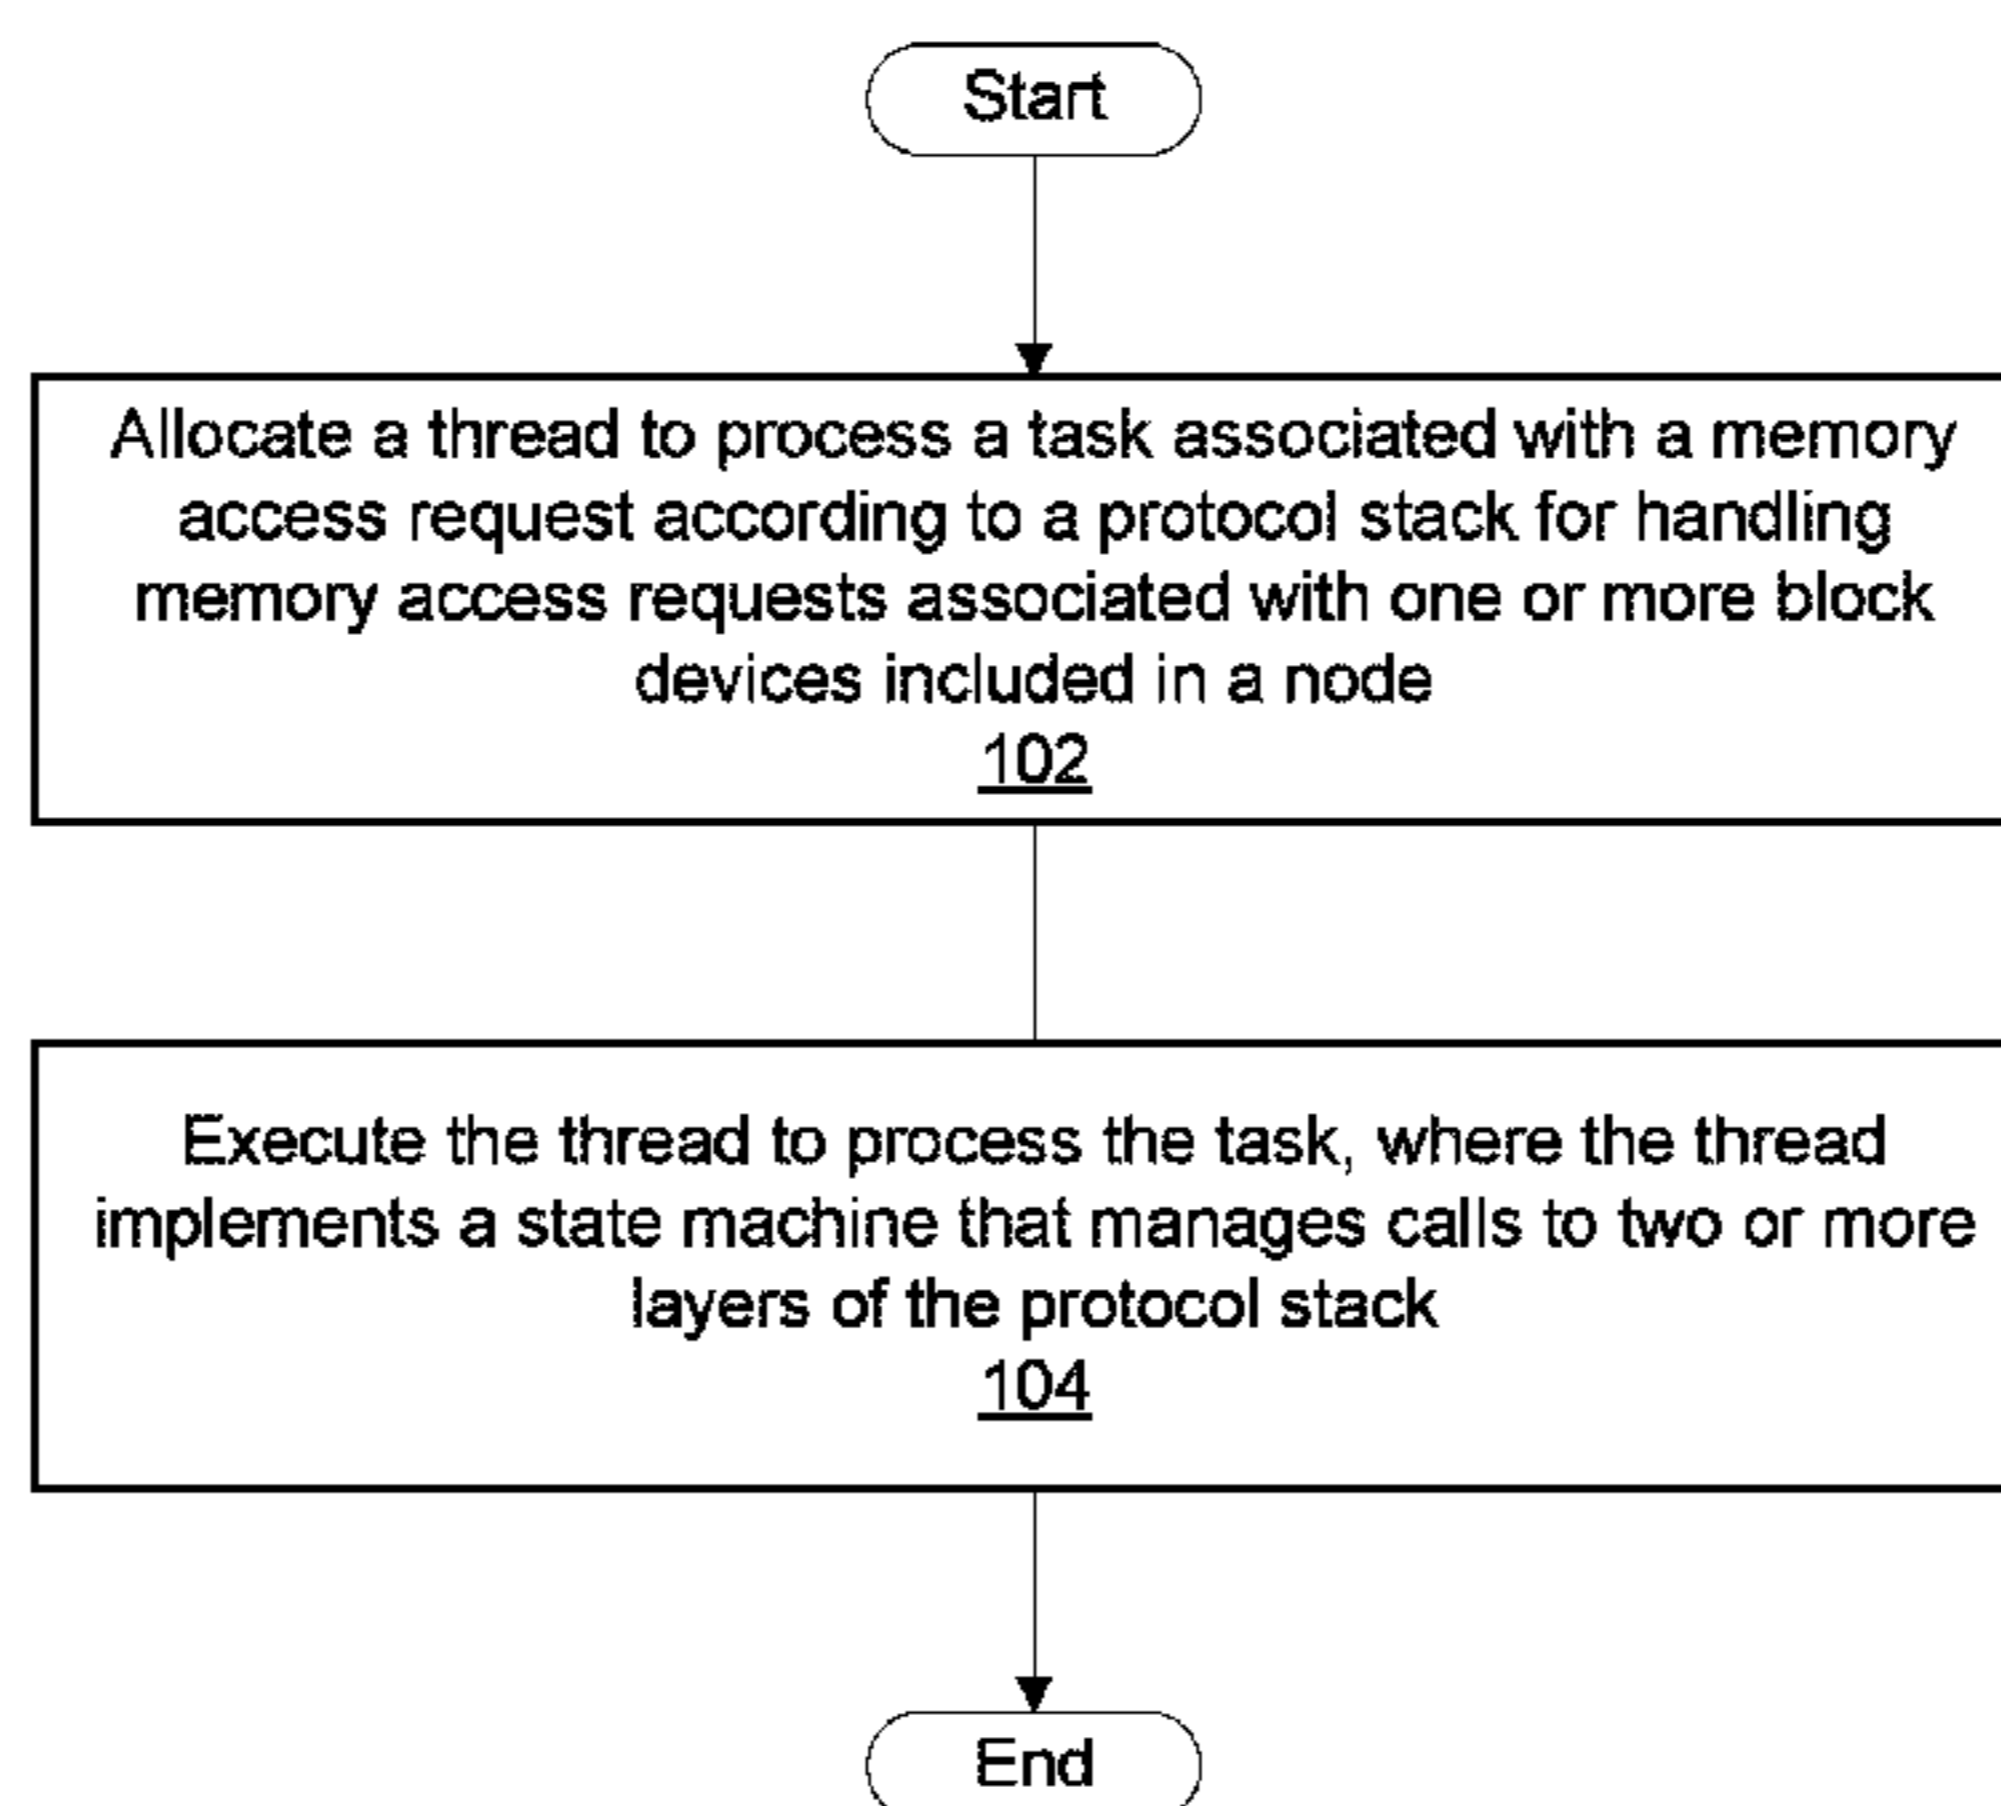 Start
Allocate a thread to process a task associated with a memory
access request according to a protocol stack for handling
memory access requests associated with one or more block
devices included in a node
102
Execute the thread to process the task, where the thread
implements a state machine that manages calls to two or more
layers of the protocol stack
104
End